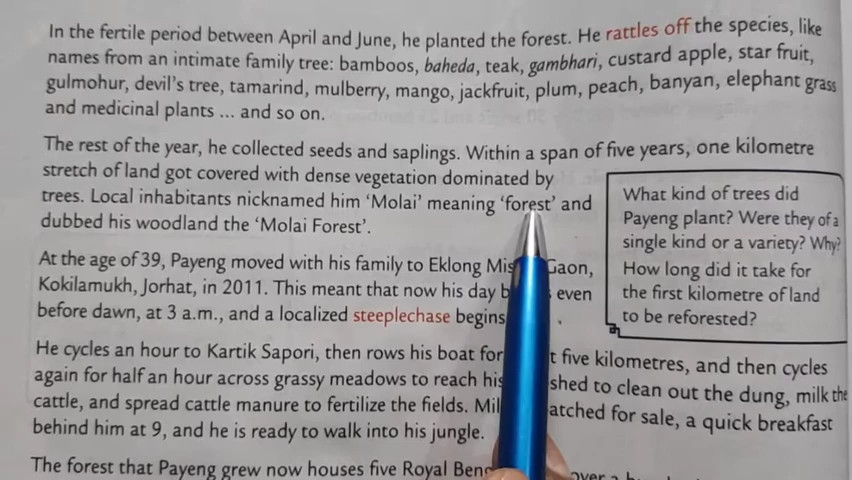 In the fertile period between April and June, he planted the forest. He rattles off the species, like
names from an intimate family tree: bamboos, baheda, teak, gambhari, custard apple, star fruit,
gulmohur, devil's tree, tamarind, mulberry, mango, jackfruit, plum, peach, banyan, elephant grass
and medicinal plants ... and so on.
The rest of the year, he collected seeds and saplings. Within a span of five years, one kilometre
stretch of land got covered with dense vegetation dominated by
trees. Local inhabitants nicknamed him 'Molai' meaning 'forest' and
dubbed his woodland the 'Molai Forest'.
At the age of 39, Payeng moved with his family to Eklong Gaon,
Kokilamukh, Jorhat, in 2011. This meant that now his day even
before dawn, at 3 a.m., and a localized steeplechase begins
He cycles an hour to Kartik Sapori, then rows his boat for five kilometres, and then cycles
again for half an hour across grassy meadows to reach his shed to clean out the dung, milk the
cattle, and spread cattle manure to fertilize the fields. for sale, a quick breakfast
behind him at 9, and he is ready to walk into his jungle.
The forest that Payeng grew now houses five Royal over a
What kind of trees did
Payeng plant? Were they of a
single kind or a variety? Why?
How long did it take for
the first kilometre of land
to be reforested?